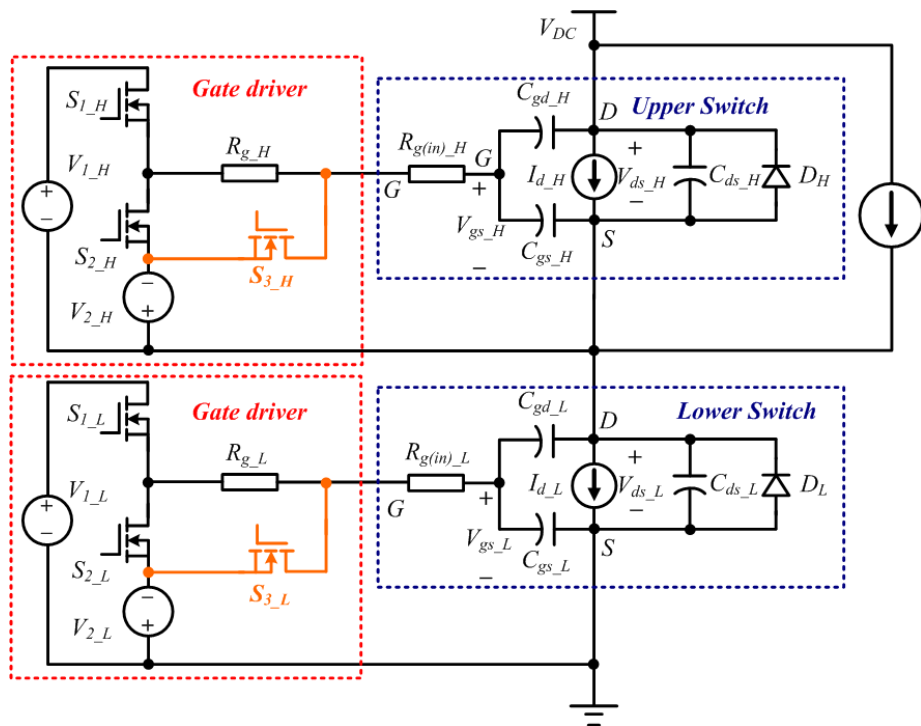 V_DC
Gate driver
S_1_H
R_g_H
V_1_H
S_2_H
S_3_H
V_2_H
G
Upper Switch
C_gd_H
D
R_g(in)_H
G
+
I_d_H
+
V_ds_H
−
C_ds_H
D_H
V_gs_H
−
C_gs_H
S
+
−
−
+
Gate driver
S_1_L
R_g_L
V_1_L
S_2_L
S_3_L
V_2_L
G
Lower Switch
C_gd_L
D
R_g(in)_L
+
I_d_L
+
V_ds_L
−
C_ds_L
D_L
V_gs_L
−
C_gs_L
S
+
−
−
+